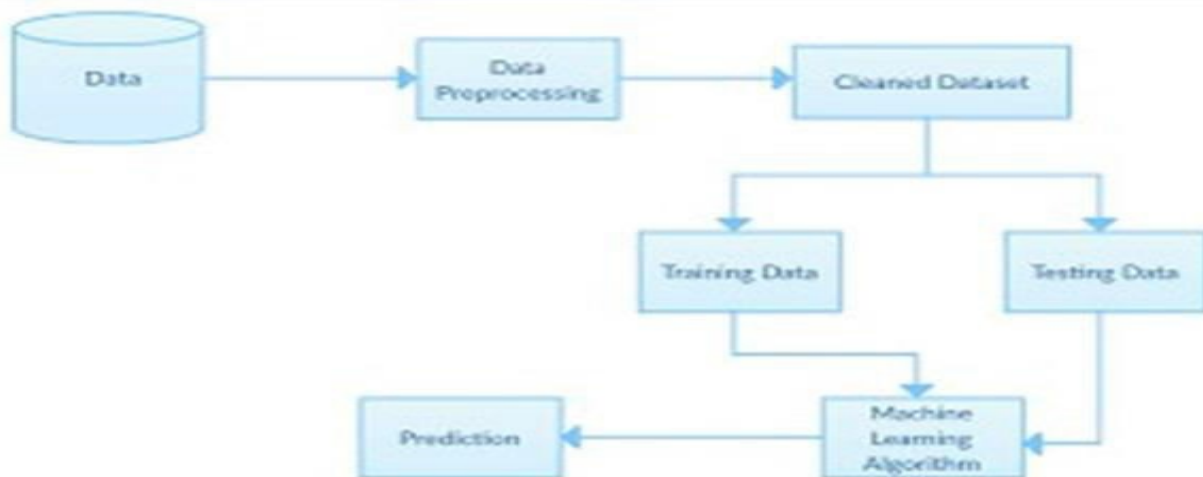 Data
Data
Preprocessing
Cleaned Dataset
Training Data
Testing Data
Machine
Learning
Algorithm
Prediction